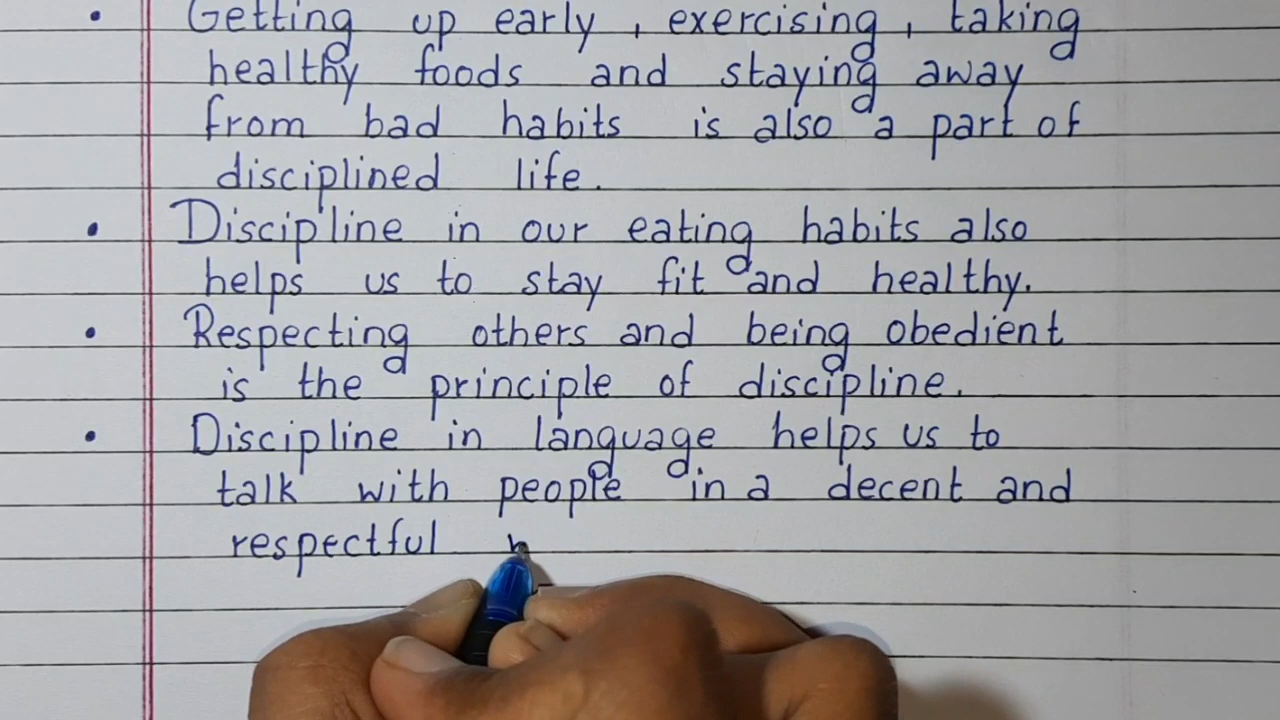 • Getting up early, exercising, taking
healthy foods and staying away
from bad habits is also a part of
disciplined life.
• Discipline in our eating habits also
helps us to stay fit and healthy.
• Respecting others and being obedient
is the principle of discipline.
• Discipline in language helps us to
talk with people in a decent and
respectful